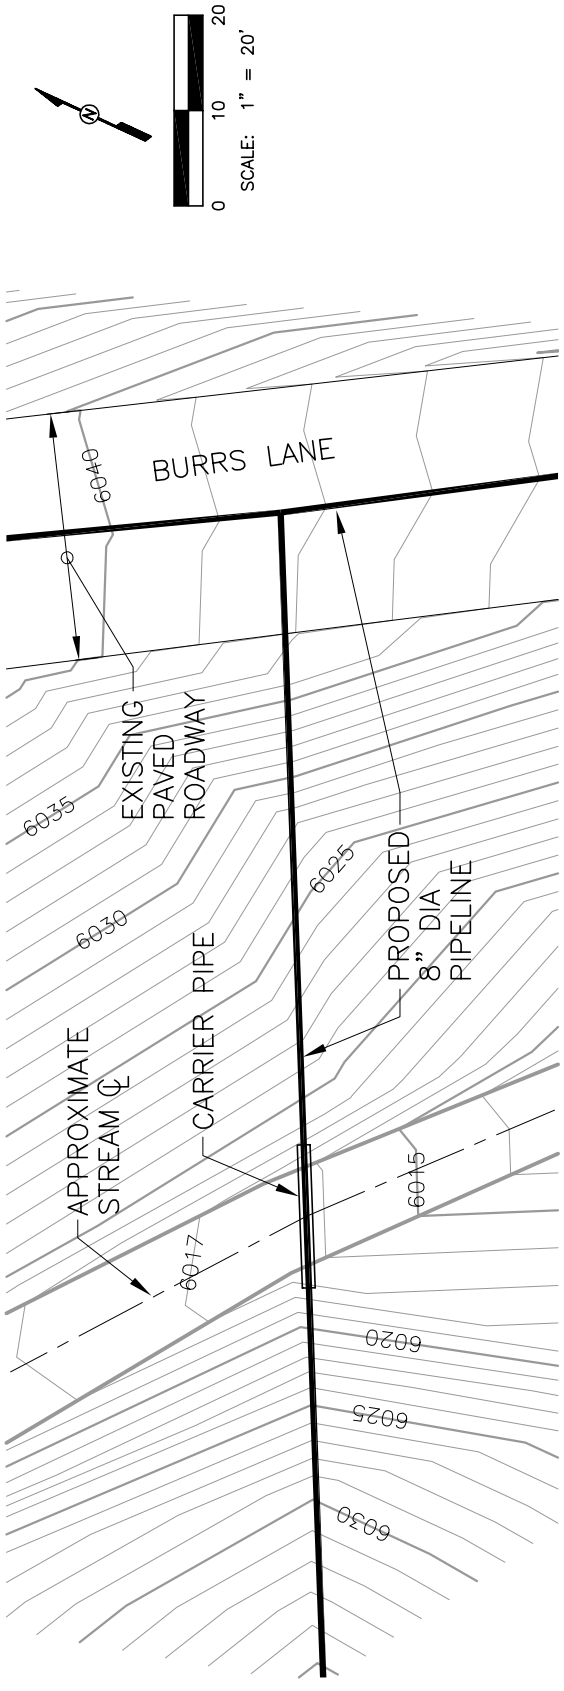 N
0 10 20
SCALE: 1" = 20'
6040
BURRS LANE
EXISTING
PAVED
ROADWAY
6035
6030
6025
PROPOSED
8" DIA
PIPELINE
CARRIER PIPE
APPROXIMATE
STREAM ℄
6017
6015
6020
6025
6030